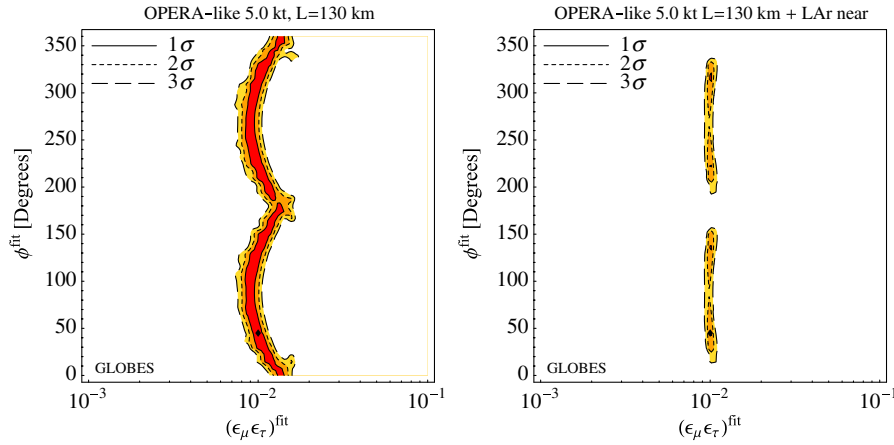 OPERA-like 5.0 kt, L=130 km
350
300
250
200
150
100
50
0
ϕ^fit [Degrees]
1σ
2σ
3σ
GLOBES
10^-3
10^-2
10^-1
(ϵ_μ ϵ_τ)^fit
OPERA-like 5.0 kt L=130 km + LAr near
350
300
250
200
150
100
50
0
ϕ^fit [Degrees]
1σ
2σ
3σ
GLOBES
10^-3
10^-2
10^-1
(ϵ_μ ϵ_τ)^fit